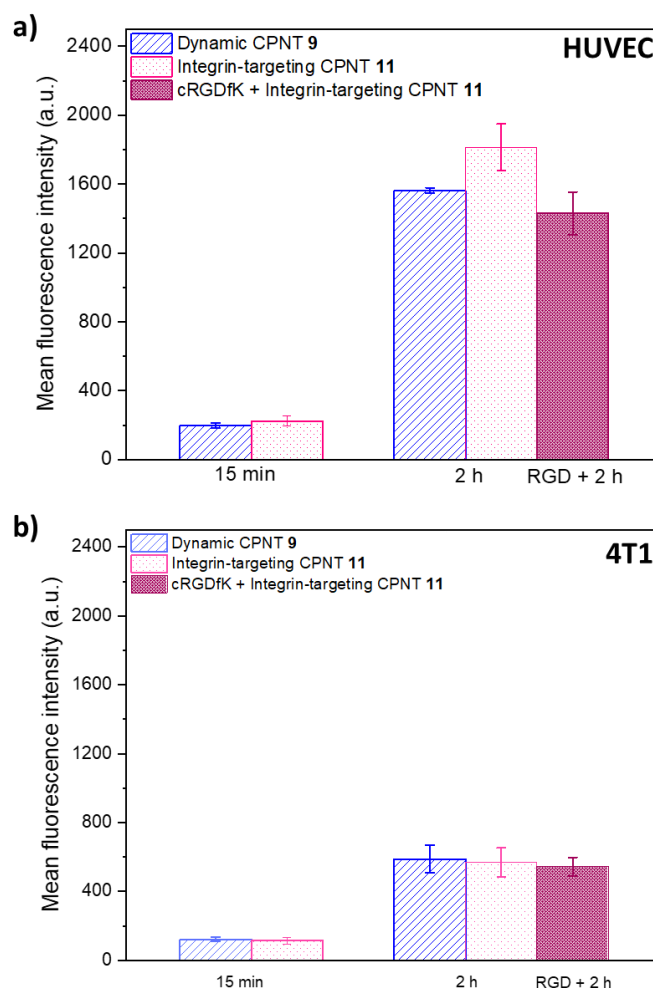 a)
HUVEC
Dynamic CPNT 9
Integrin-targeting CPNT 11
cRGDfK + Integrin-targeting CPNT 11
Mean fluorescence intensity (a.u.)
2400
2000
1600
1200
800
400
0
15 min
2 h
RGD + 2 h
b)
4T1
Dynamic CPNT 9
Integrin-targeting CPNT 11
cRGDfK + Integrin-targeting CPNT 11
Mean fluorescence intensity (a.u.)
2400
2000
1600
1200
800
400
0
15 min
2 h
RGD + 2 h